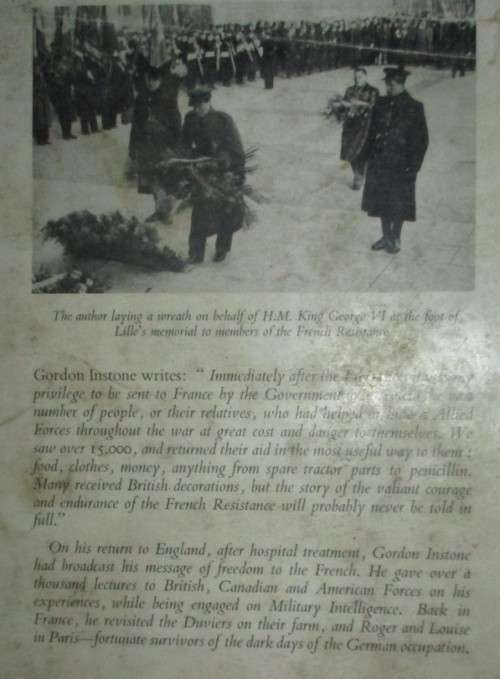 The author laying a wreath on behalf of H.M. King George VI at the foot of
Lille's memorial to members of the French Resistance
Gordon Instone writes: " Immediately after the
privilege to be sent to France by the Government
number of people, or their relatives, who had helped Allied
Forces throughout the war at great cost and danger to themselves. We
saw over 15,000, and returned their aid in the most useful way to them :
food, clothes, money, anything from spare tractor parts to penicillin.
Many received British decorations, but the story of the valiant courage
and endurance of the French Resistance will probably never be told in
full."
On his return to England, after hospital treatment, Gordon Instone
had broadcast his message of freedom to the French. He gave over a
thousand lectures to British, Canadian and American Forces on his
experiences, while being engaged on Military Intelligence. Back in
France, he revisited the Duviers on their farm, and Roger and Louise
in Paris—fortunate survivors of the dark days of the German occupation.